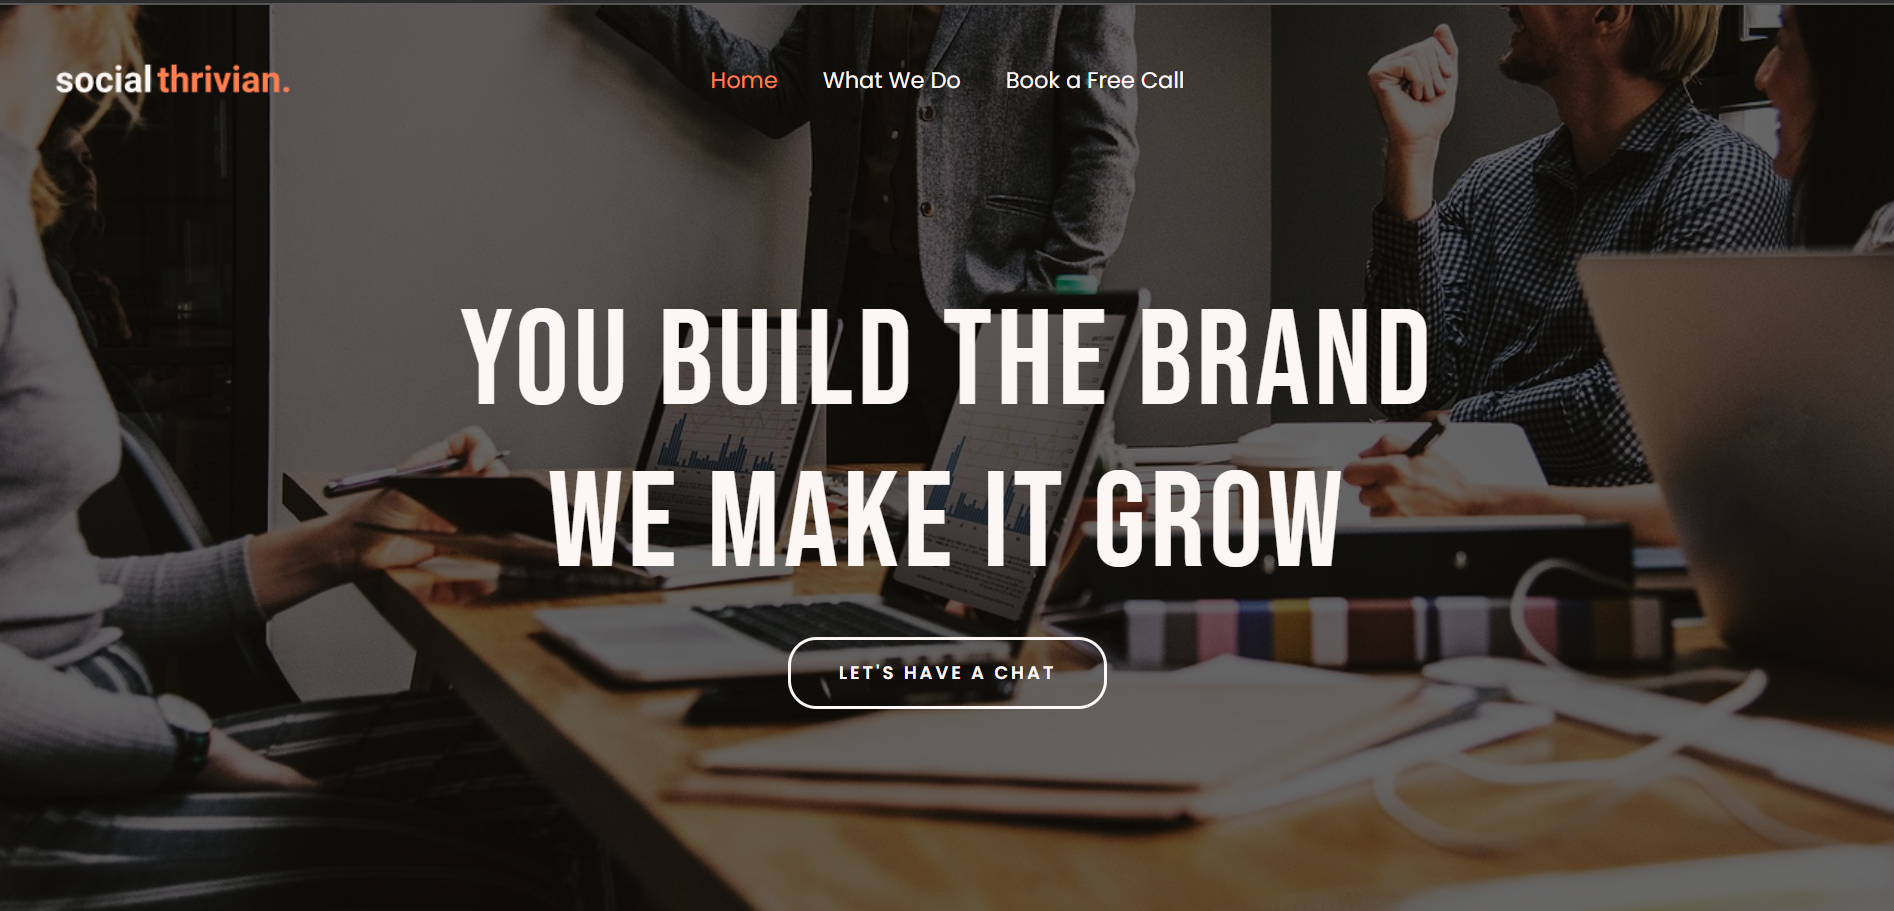 social thrivian.
Home What We Do Book a Free Call
YOU BUILD THE BRAND
WE MAKE IT GROW
LET'S HAVE A CHAT